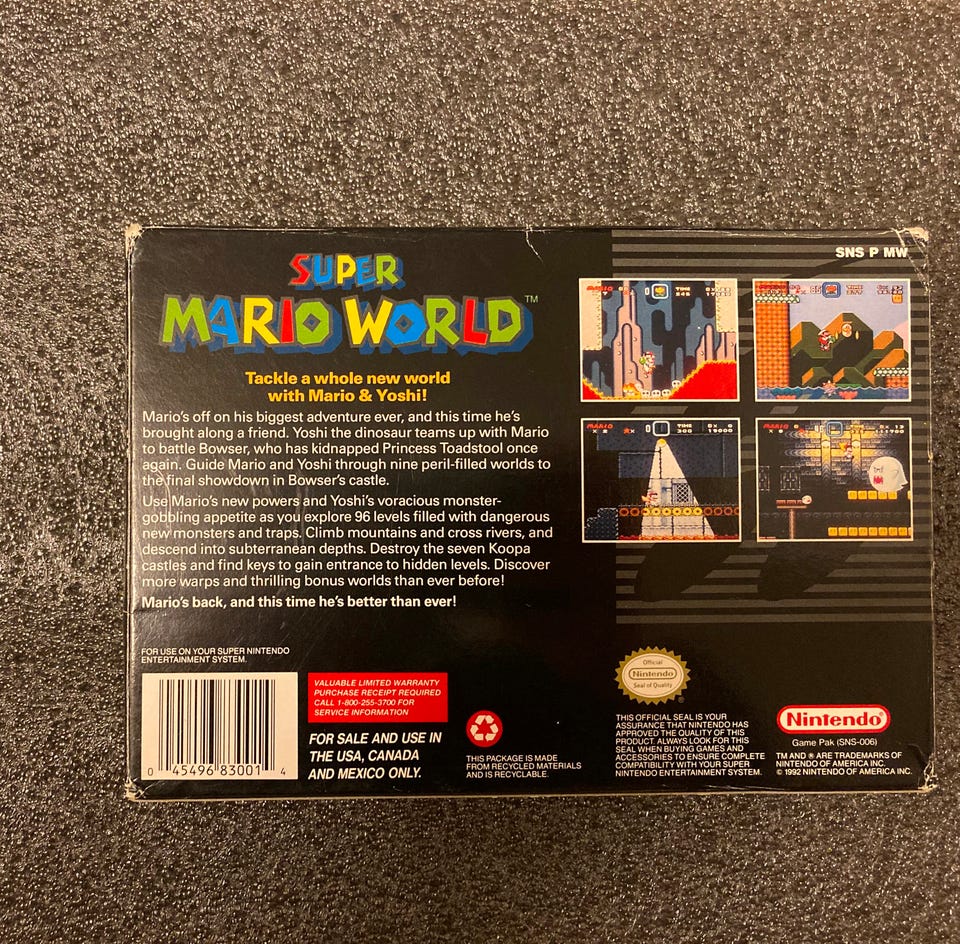 SNS P MW
SUPER
MARIO WORLD™
Tackle a whole new world
with Mario & Yoshi!
Mario's off on his biggest adventure ever, and this time he's
brought along a friend. Yoshi the dinosaur teams up with Mario
to battle Bowser, who has kidnapped Princess Toadstool once
again. Guide Mario and Yoshi through nine peril-filled worlds to
the final showdown in Bowser's castle.
Use Mario's new powers and Yoshi's voracious monster-
gobbling appetite as you explore 96 levels filled with dangerous
new monsters and traps. Climb mountains and cross rivers, and
descend into subterranean depths. Destroy the seven Koopa
castles and find keys to gain entrance to hidden levels. Discover
more warps and thrilling bonus worlds than ever before!
Mario's back, and this time he's better than ever!
MARIO TIME
MARIO TIME
300
MARIO
FOR USE ON YOUR SUPER NINTENDO
ENTERTAINMENT SYSTEM.
0 45496 83001 4
VALUABLE LIMITED WARRANTY
PURCHASE RECEIPT REQUIRED
CALL 1-800-255-3700 FOR
SERVICE INFORMATION
FOR SALE AND USE IN
THE USA, CANADA
AND MEXICO ONLY.
THIS PACKAGE IS MADE
FROM RECYCLED MATERIALS
AND IS RECYCLABLE.
Official
Nintendo
Seal of Quality
THIS OFFICIAL SEAL IS YOUR
ASSURANCE THAT NINTENDO HAS
APPROVED THE QUALITY OF THIS
PRODUCT. ALWAYS LOOK FOR THIS
SEAL WHEN BUYING GAMES AND
ACCESSORIES TO ENSURE COMPLETE
COMPATIBILITY WITH YOUR SUPER
NINTENDO ENTERTAINMENT SYSTEM.
Nintendo®
Game Pak (SNS-006)
TM AND ® ARE TRADEMARKS OF
NINTENDO OF AMERICA INC.
© 1992 NINTENDO OF AMERICA INC.